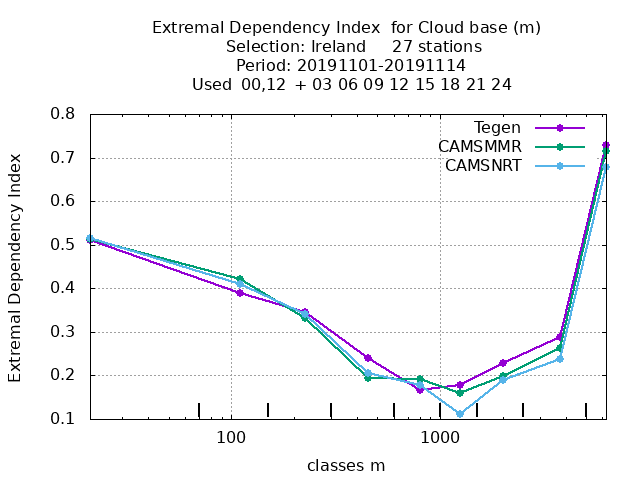 Extremal Dependency Index  for Cloud base (m)
Selection: Ireland     27 stations
Period: 20191101-20191114
Used  00,12  + 03 06 09 12 15 18 21 24
Tegen
CAMSMMR
CAMSNRT
Extremal Dependency Index
0.8
0.7
0.6
0.5
0.4
0.3
0.2
0.1
100
1000
classes m